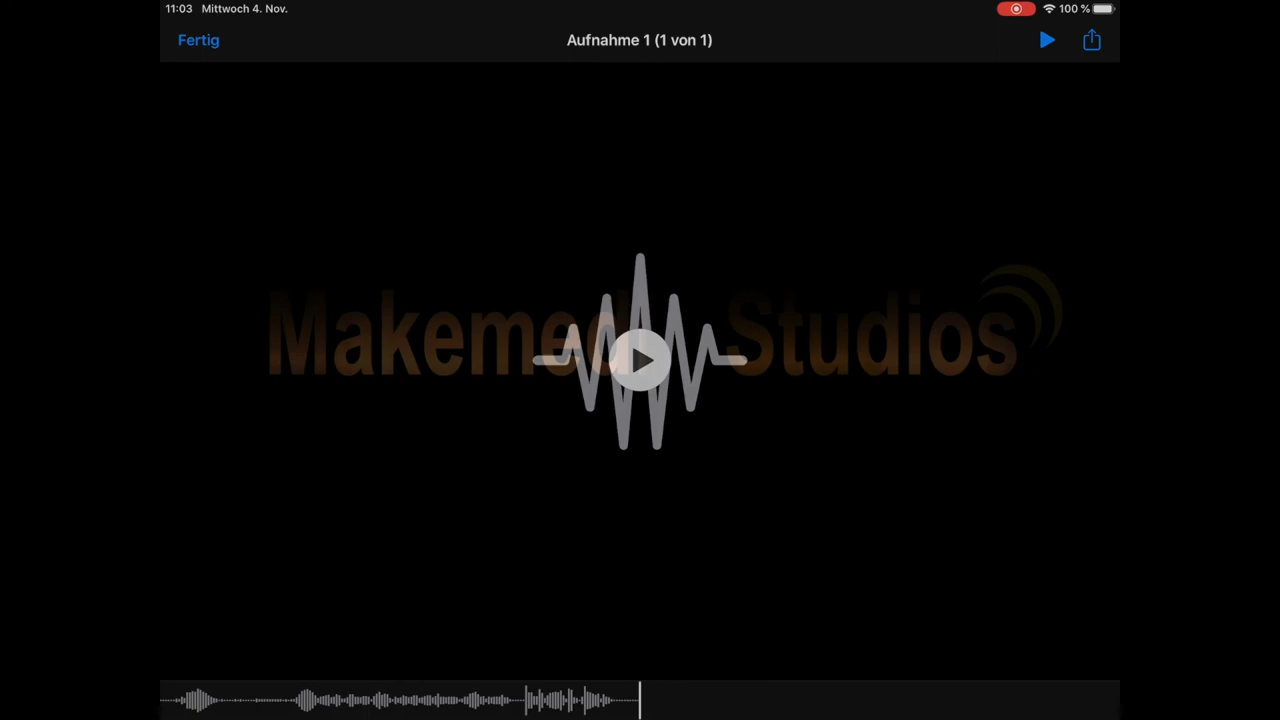 11:03 Mittwoch 4. Nov.
100 %
Fertig
Aufnahme 1 (1 von 1)
Studios